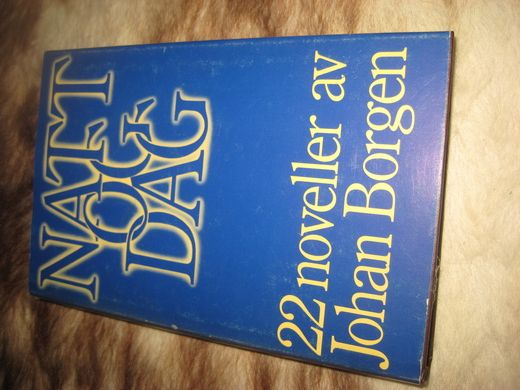 NATT
OG
DAG
22 noveller av
Johan Borgen